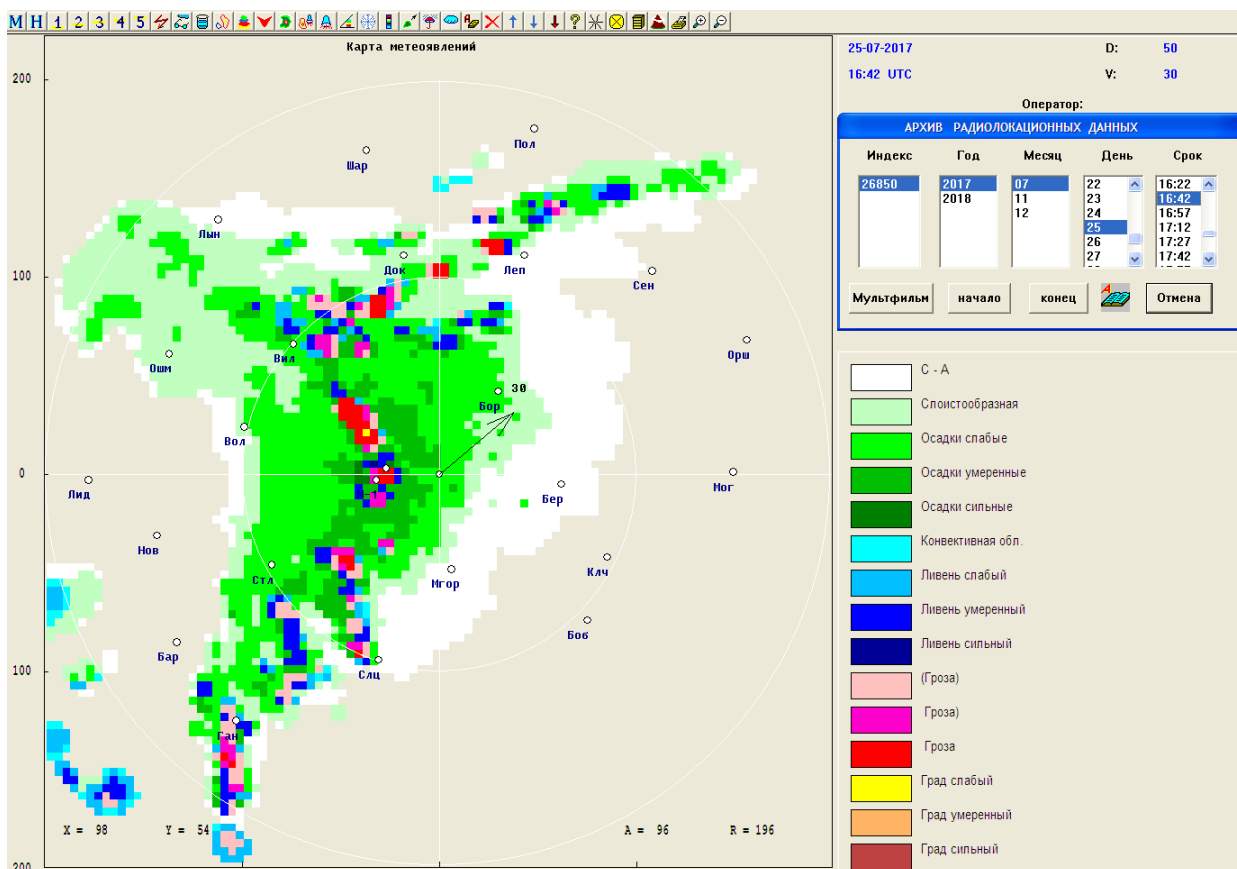 М Н 1 2 3 4 5
Карта метеоявлений
25-07-2017 D: 50
16:42 UTC V: 30
Оператор:
АРХИВ РАДИОЛОКАЦИОННЫХ ДАННЫХ
Индекс Год Месяц День Срок
26850 2017 07 22 16:22
2018 11 23 16:42
12 24 16:57
25 17:12
26 17:27
27 17:42
Мультфильм начало конец Отмена
200
Пол
Шар
Лын
100
Док
Леп
Сен
Орш
Вил
Ошм
30
Бор
Вол
0
Лид
Бер
Мог
Нов
Стл
Мгор
Клч
Боб
Бар
Слц
100
Ган
X = 98 Y = 54 A = 96 R = 196
200
С - А
Слоистообразная
Осадки слабые
Осадки умеренные
Осадки сильные
Конвективная обл.
Ливень слабый
Ливень умеренный
Ливень сильный
(Гроза)
Гроза)
Гроза
Град слабый
Град умеренный
Град сильный